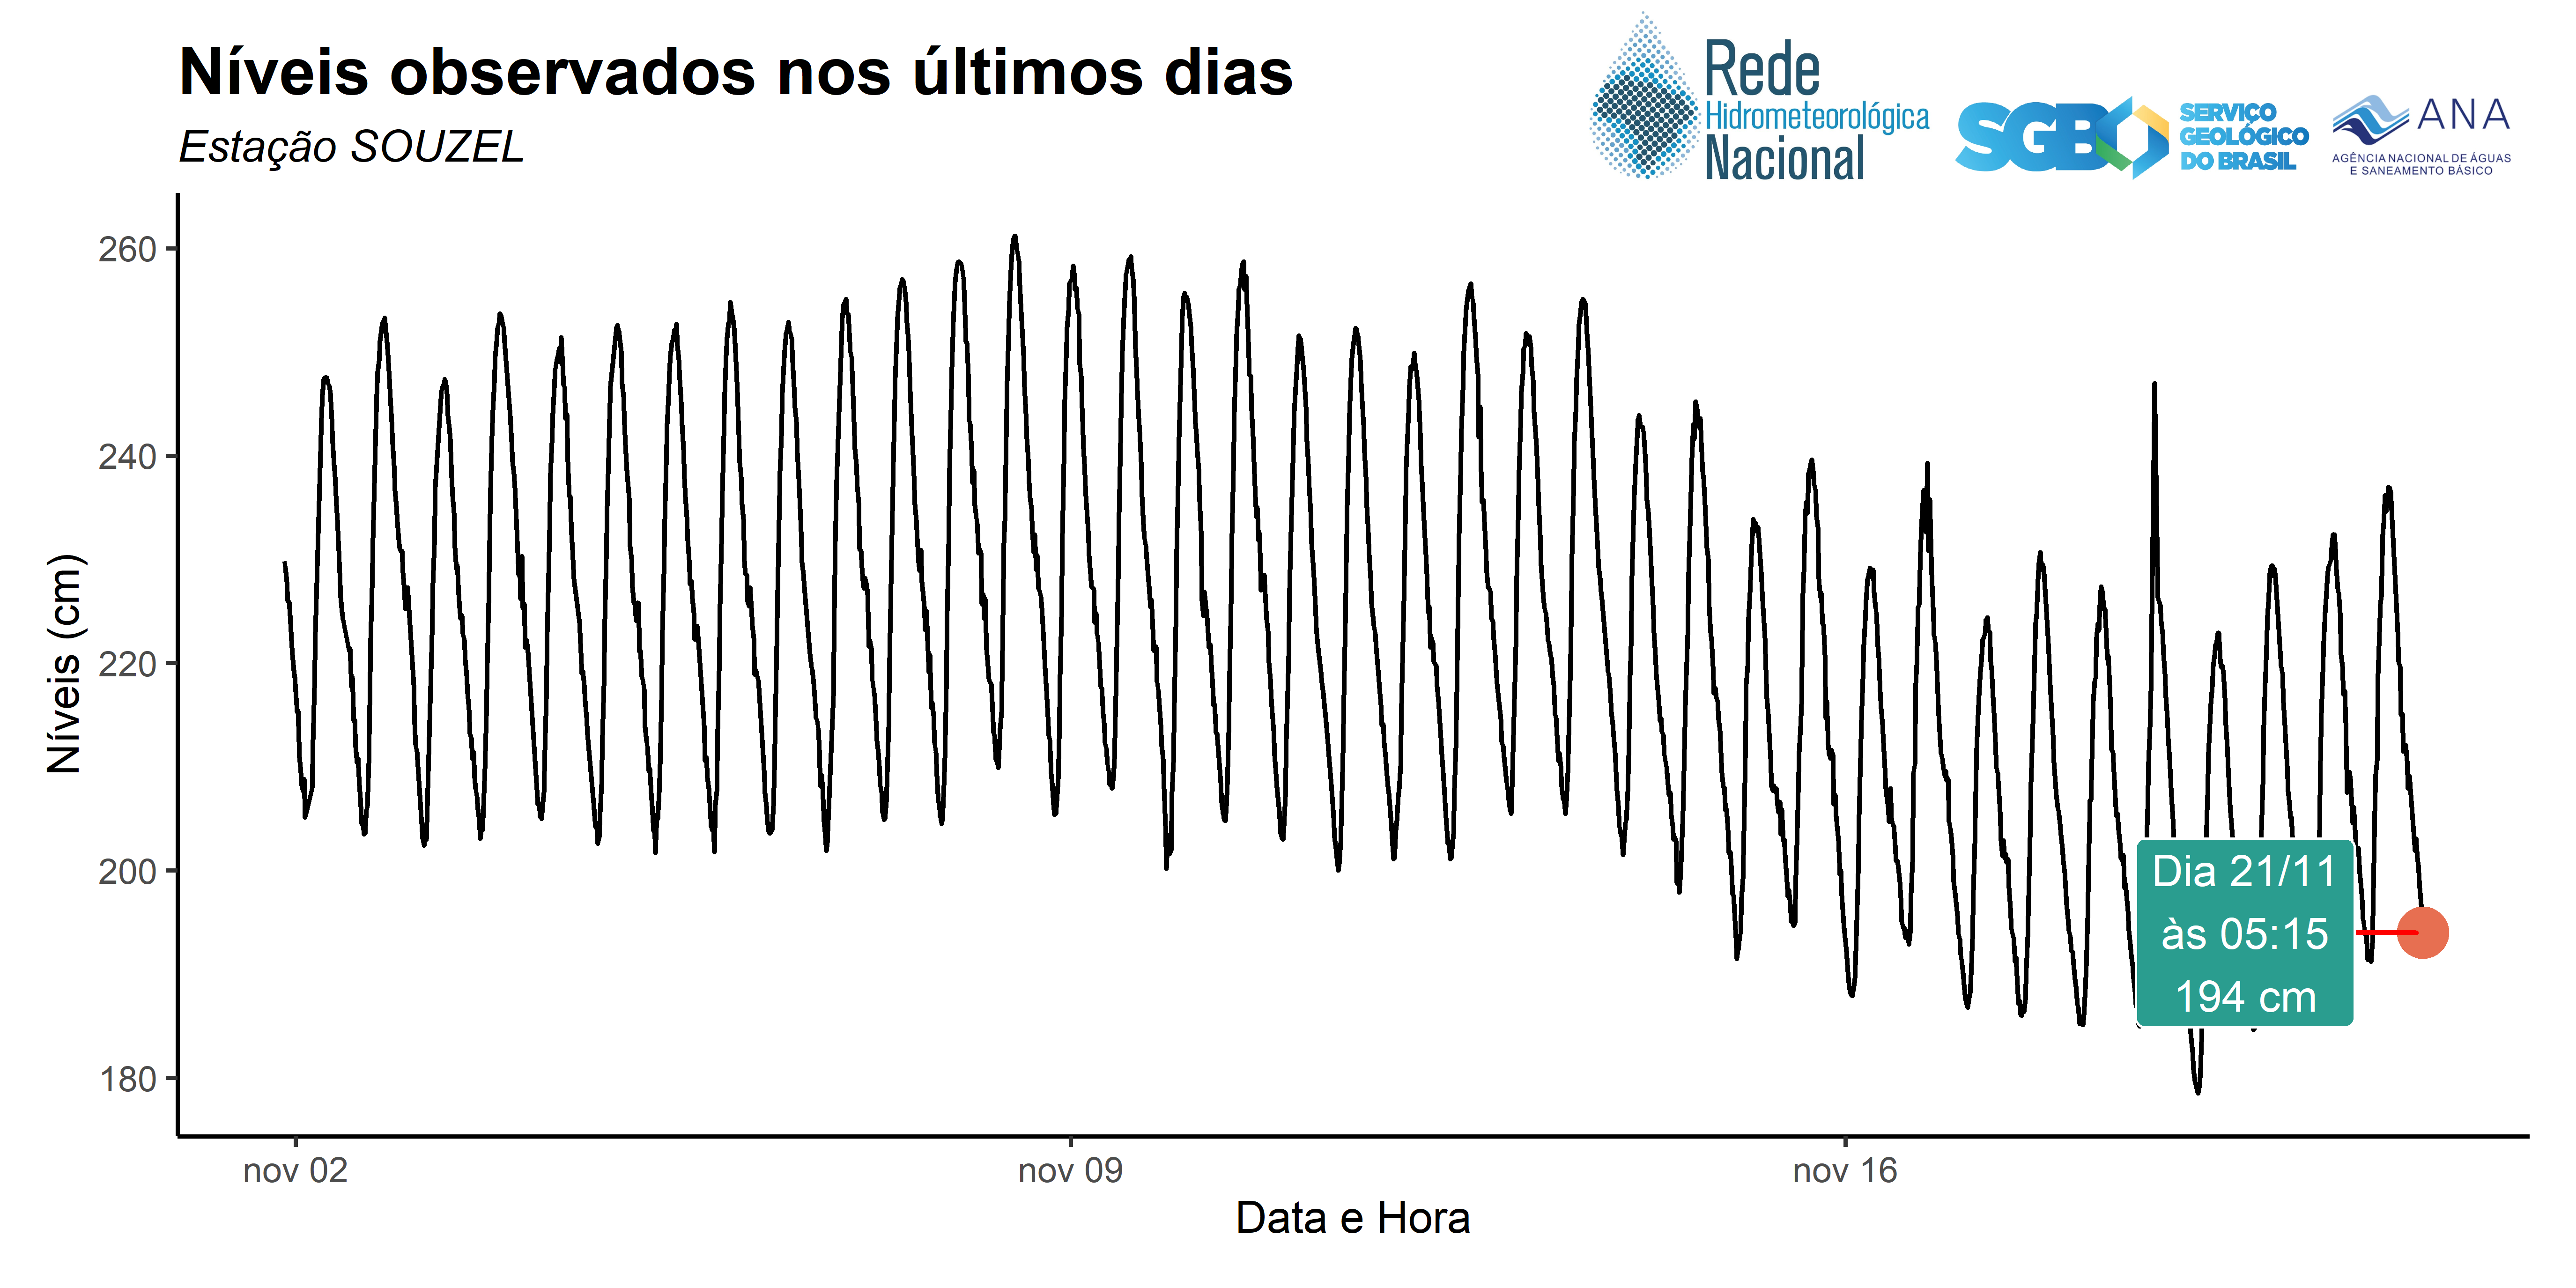 Níveis observados nos últimos dias
Estação SOUZEL
Rede
Hidrometeorológica
Nacional
SGB
SERVIÇO
GEOLÓGICO
DO BRASIL
ANA
AGÊNCIA NACIONAL DE ÁGUAS
E SANEAMENTO BÁSICO
260
240
220
200
180
Níveis (cm)
Dia 21/11
às 05:15
194 cm
nov 02
nov 09
nov 16
Data e Hora